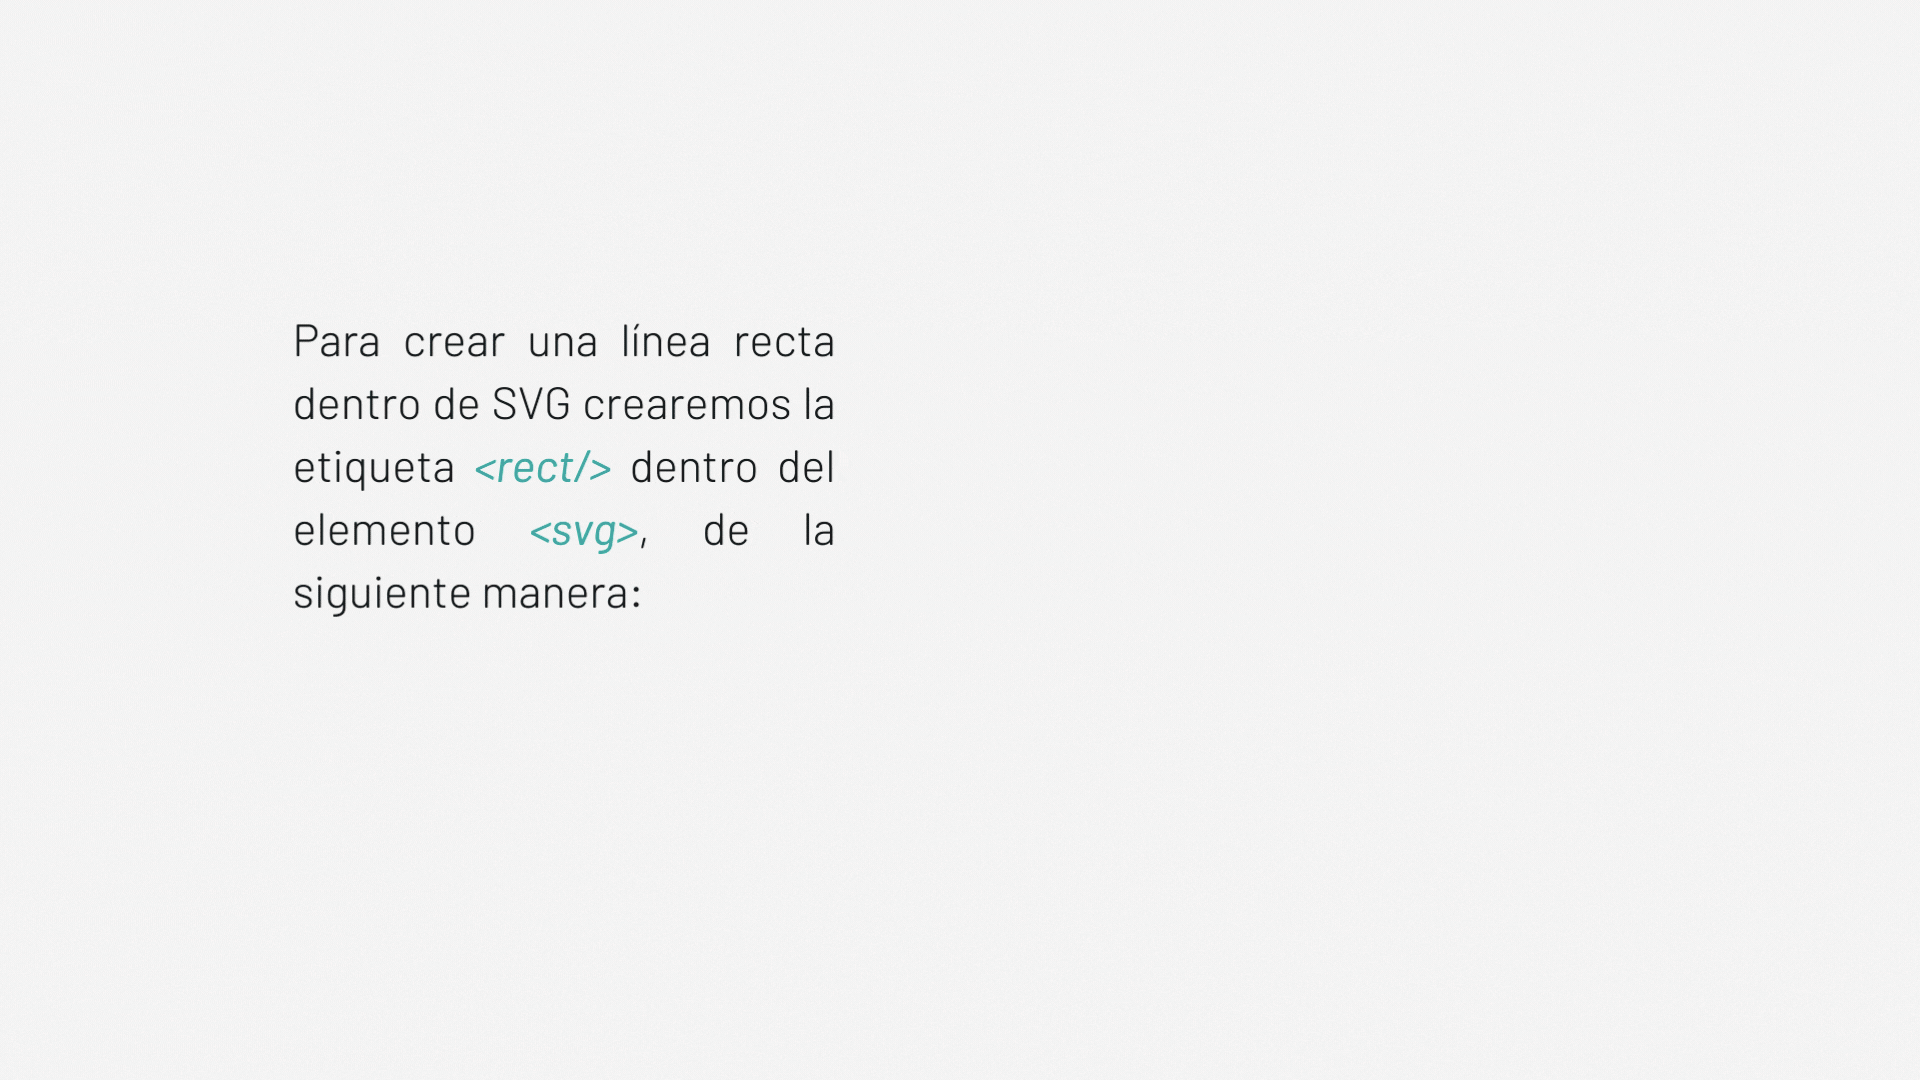 Para crear una línea recta
dentro de SVG crearemos la
etiqueta <rect/> dentro del
elemento <svg>, de la
siguiente manera: